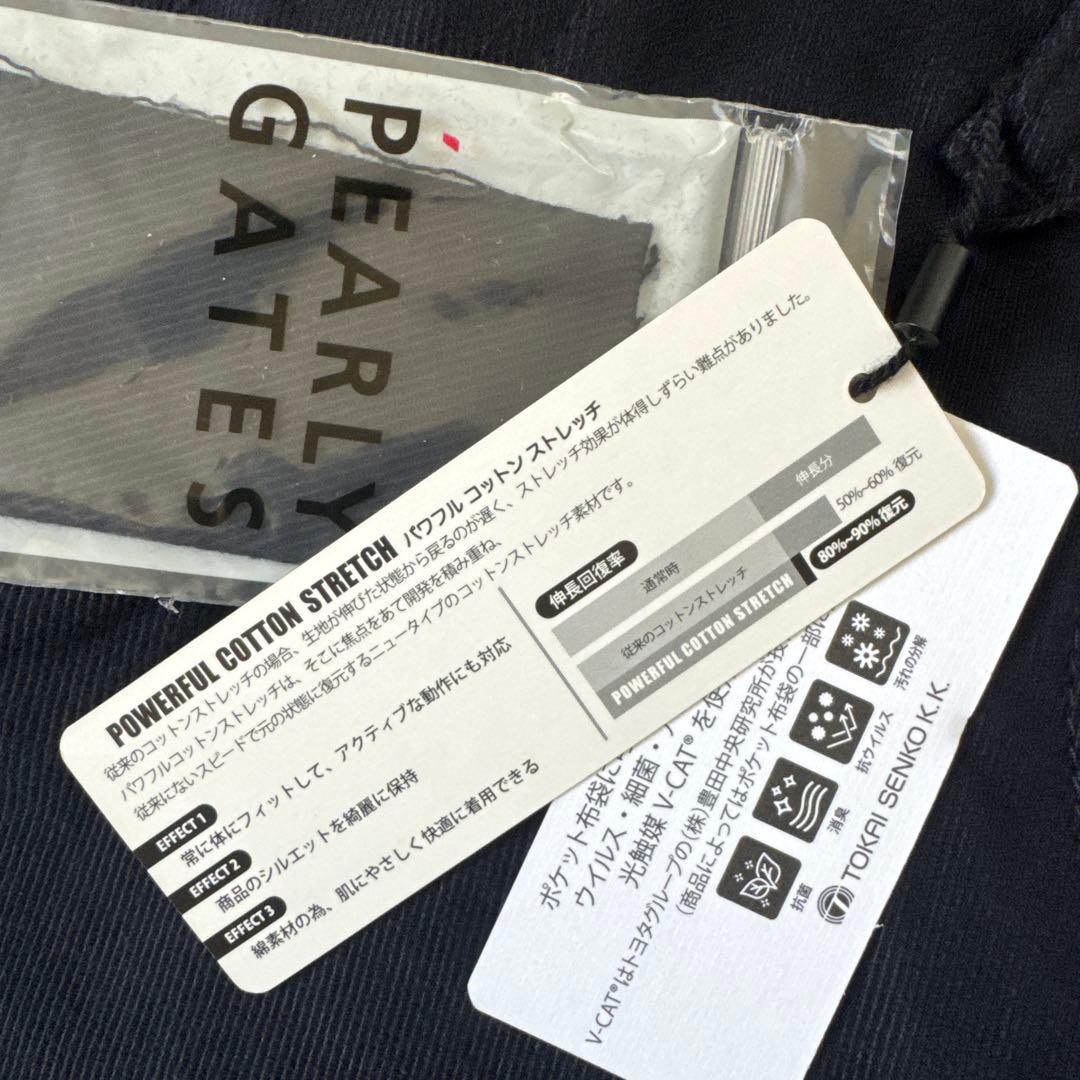 PEARLY
GATES
POWERFUL COTTON STRETCH パワフル コットン ストレッチ
従来のコットンストレッチの場合、生地が伸びた状態から戻るのが遅く、ストレッチ効果が体得しずらい難点がありました。
パワフルコットンストレッチは、そこに焦点をあて開発を積み重ね、
従来にないスピードで元の状態に復元するニュータイプのコットンストレッチ素材です。
EFFECT 1
常に体にフィットして、アクティブな動作にも対応
EFFECT 2
商品のシルエットを綺麗に保持
EFFECT 3
綿素材の為、肌にやさしく快適に着用できる
伸長回復率
通常時
伸長分
従来のコットンストレッチ
50%~60% 復元
POWERFUL COTTON STRETCH
80%~90% 復元
ポケット布袋に
ウイルス・細菌・
光触媒 V-CAT® を使
V-CAT®はトヨタグループの(株)豊田中央研究所が
(商品によってはポケット布袋の一部に
抗菌
消臭
抗ウイルス
汚れの分解
TOKAI SENKO K.K.